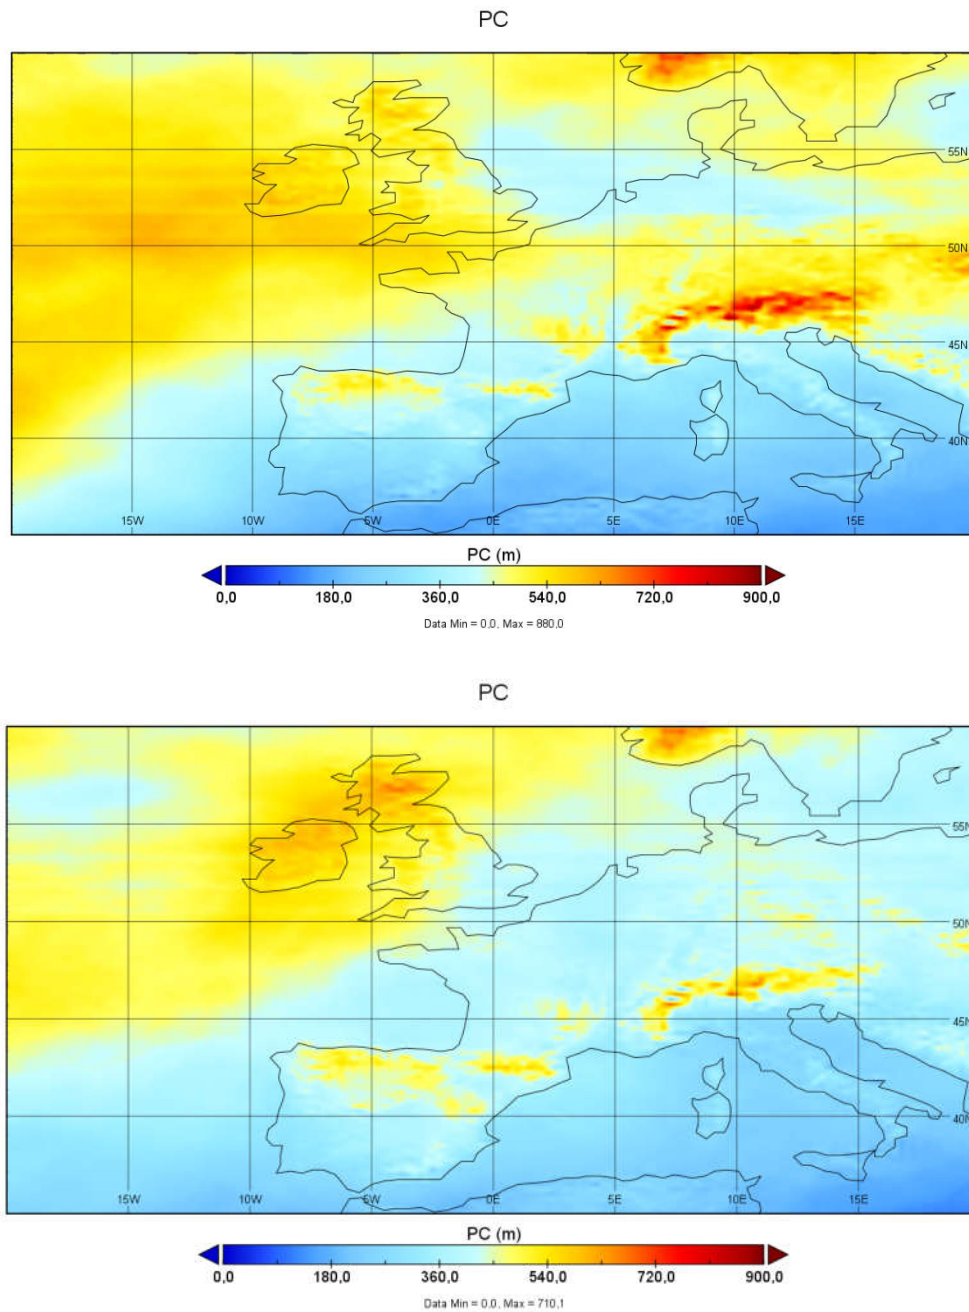 PC
55N
50N
45N
40N
15W 10W 5W 0E 5E 10E 15E
PC (m)
0,0 180,0 360,0 540,0 720,0 900,0
Data Min = 0,0, Max = 880,0
PC
55N
50N
45N
40N
15W 10W 5W 0E 5E 10E 15E
PC (m)
0,0 180,0 360,0 540,0 720,0 900,0
Data Min = 0,0, Max = 710,1